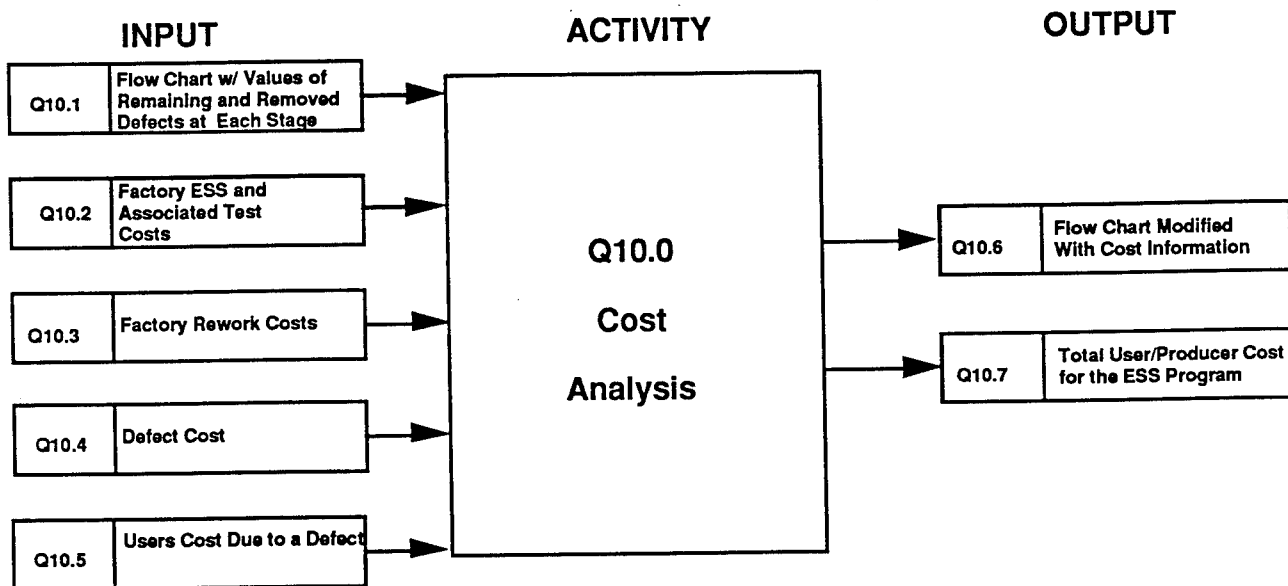 INPUT
ACTIVITY
OUTPUT
Q10.1
Flow Chart w/ Values of
Remaining and Removed
Defects at Each Stage
Q10.2
Factory ESS and
Associated Test
Costs
Q10.3
Factory Rework Costs
Q10.4
Defect Cost
Q10.5
Users Cost Due to a Defect
Q10.0
Cost
Analysis
Q10.6
Flow Chart Modified
With Cost Information
Q10.7
Total User/Producer Cost
for the ESS Program